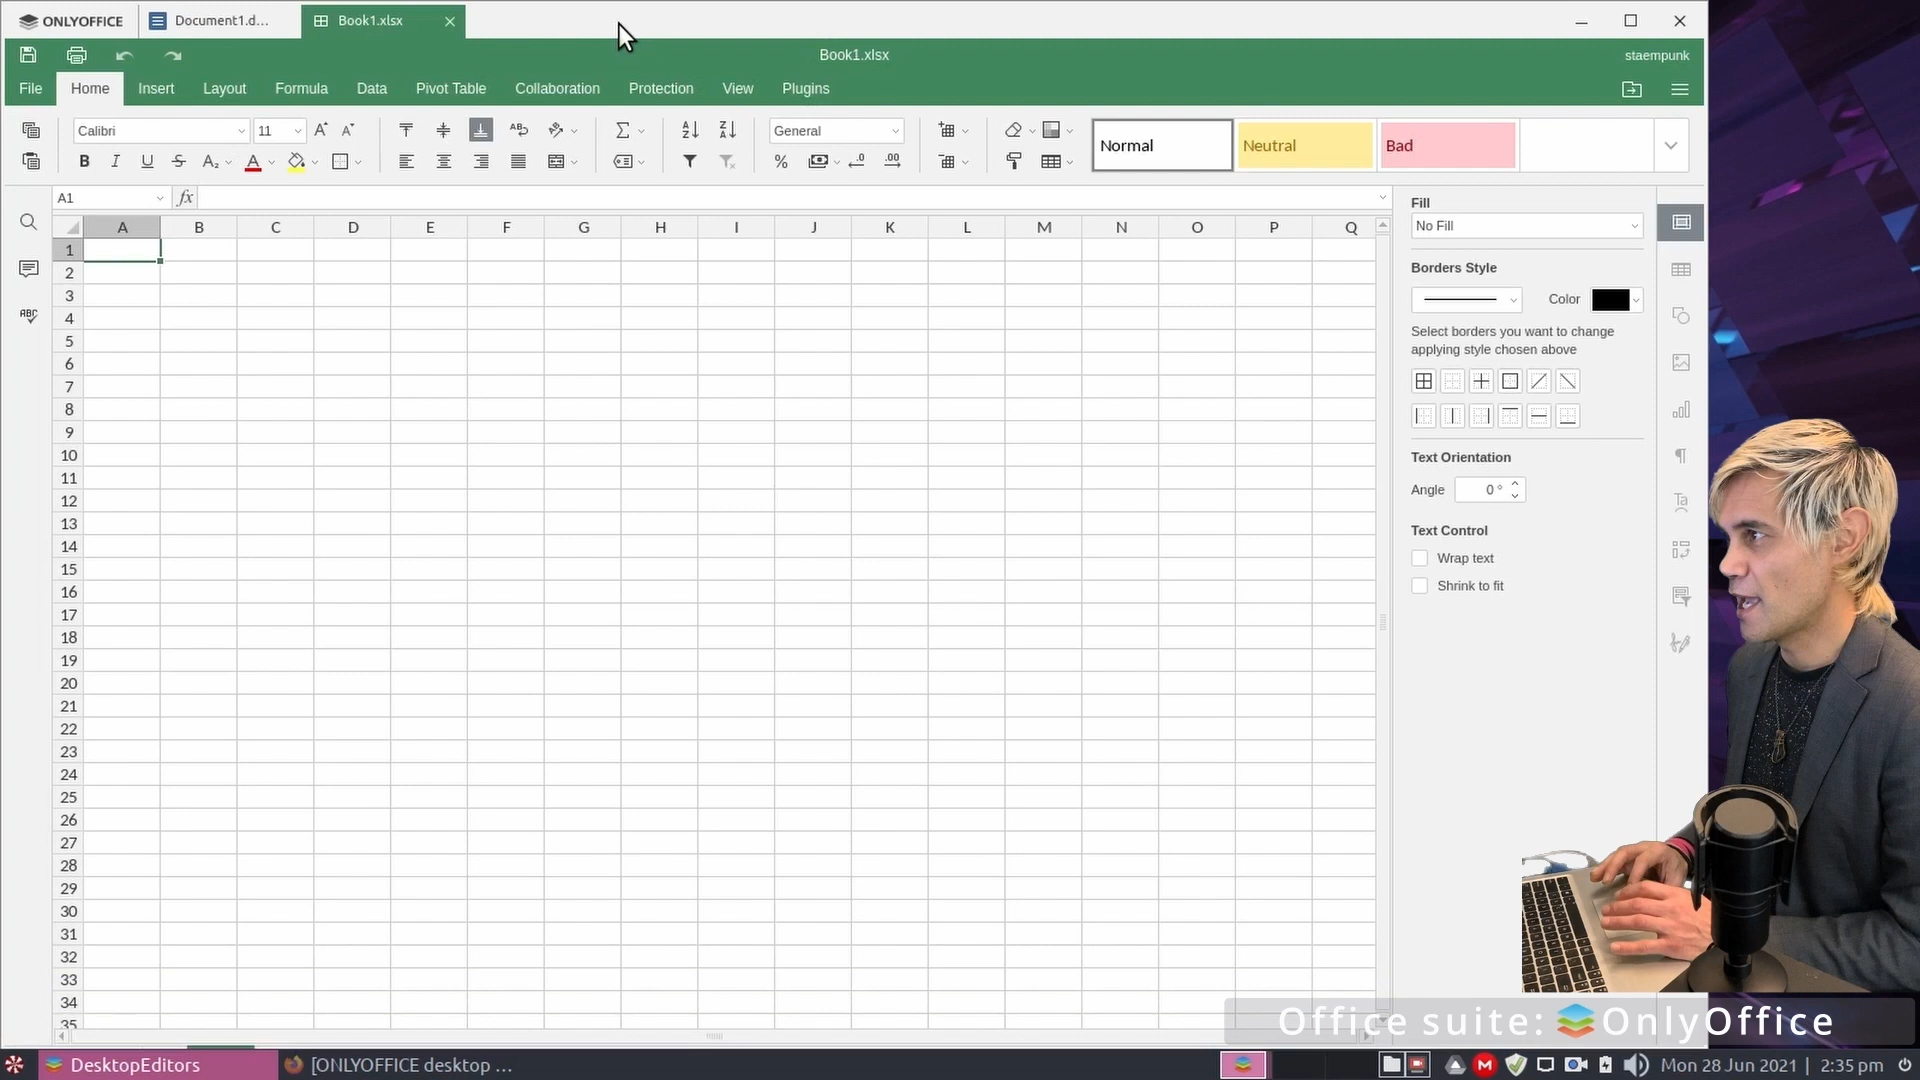 ONLYOFFICE Document1.d... Book1.xlsx
Book1.xlsx staempunk
File Home Insert Layout Formula Data Pivot Table Collaboration Protection View Plugins
Calibri 11 General Normal Neutral Bad
A1 fx
Fill
No Fill
A B C D E F G H I J K L M N O P Q
1
2
3
4
5
6
7
8
9
10
11
12
13
14
15
16
17
18
19
20
21
22
23
24
25
26
27
28
29
30
31
32
33
34
35
Borders Style
Color
Select borders you want to change
applying style chosen above
Text Orientation
Angle 0 °
Text Control
Wrap text
Shrink to fit
Office suite: OnlyOffice
DesktopEditors [ONLYOFFICE desktop ... Mon 28 Jun 2021 | 2:35 pm